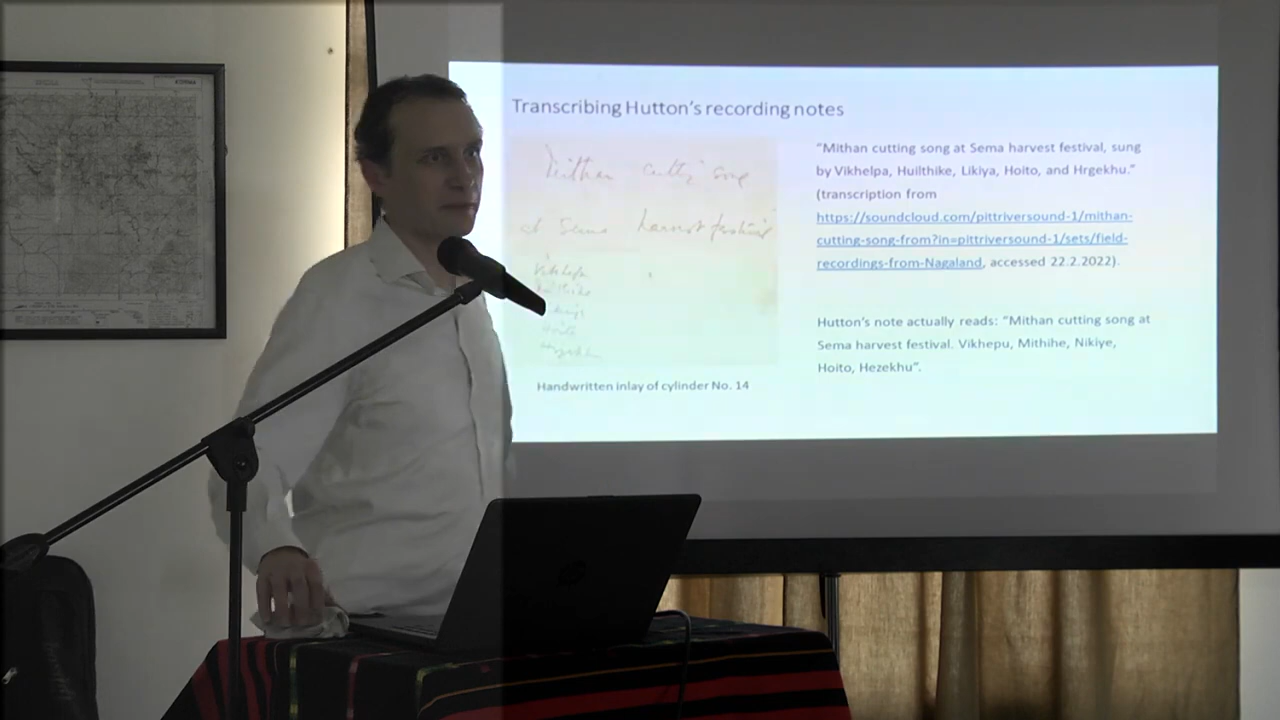 Transcribing Hutton's recording notes
Mithan cutting song
at Sema harvest festival
Vikhepu
Hoito
Handwritten inlay of cylinder No. 14
“Mithan cutting song at Sema harvest festival, sung
by Vikhelpa, Huilthike, Likiya, Hoito, and Hrgekhu.”
(transcription from
https://soundcloud.com/pittriversound-1/mithan-
cutting-song-from?in=pittriversound-1/sets/field-
recordings-from-Nagaland, accessed 22.2.2022).
Hutton's note actually reads: “Mithan cutting song at
Sema harvest festival. Vikhepu, Mithihe, Nikiye,
Hoito, Hezekhu”.